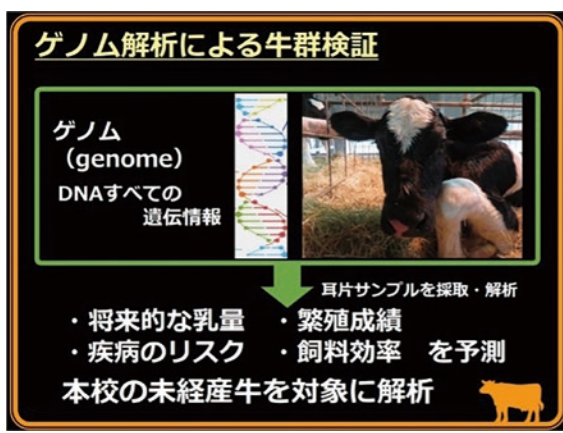 ゲノム解析による牛群検証
ゲノム
（genome）
DNAすべての
遺伝情報
耳片サンプルを採取・解析
・将来的な乳量　・繁殖成績
・疾病のリスク　・飼料効率　を予測
本校の未経産牛を対象に解析